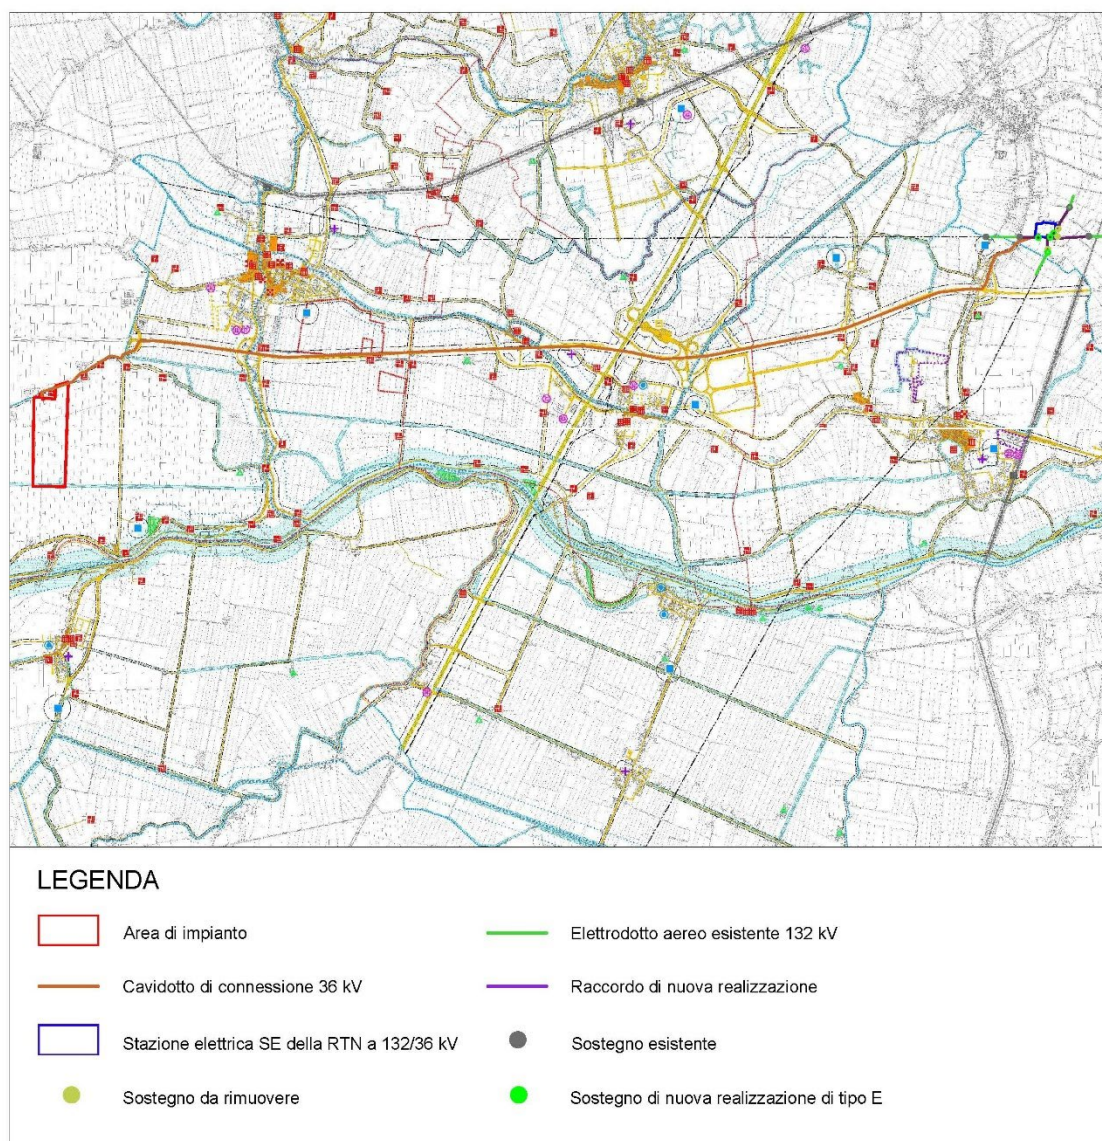 LEGENDA
Area di impianto
Elettrodotto aereo esistente 132 kV
Cavidotto di connessione 36 kV
Raccordo di nuova realizzazione
Stazione elettrica SE della RTN a 132/36 kV
Sostegno esistente
Sostegno da rimuovere
Sostegno di nuova realizzazione di tipo E